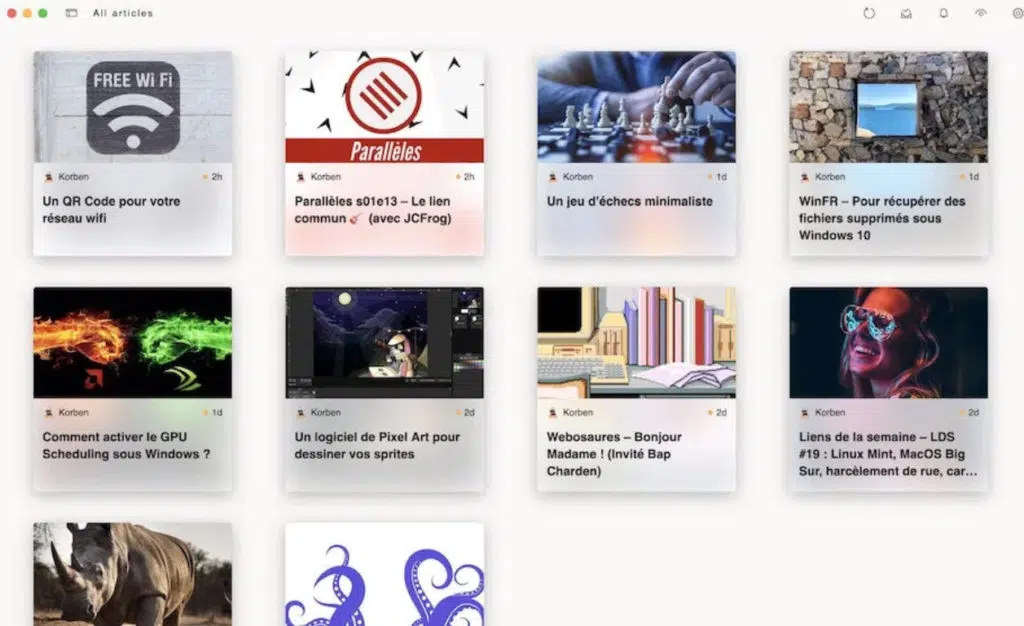 All articles
FREE Wi Fi
Korben
2h
Un QR Code pour votre
réseau wifi
Parallèles
Korben
2h
Parallèles s01e13 – Le lien
commun 🎸 (avec JCFrog)
Korben
1d
Un jeu d'échecs minimaliste
Korben
1d
WinFR – Pour récupérer des
fichiers supprimés sous
Windows 10
Korben
1d
Comment activer le GPU
Scheduling sous Windows ?
Korben
2d
Un logiciel de Pixel Art pour
dessiner vos sprites
Korben
2d
Webosaures – Bonjour
Madame ! (Invité Bap
Charden)
Korben
2d
Liens de la semaine – LDS
#19 : Linux Mint, MacOS Big
Sur, harcèlement de rue, car…